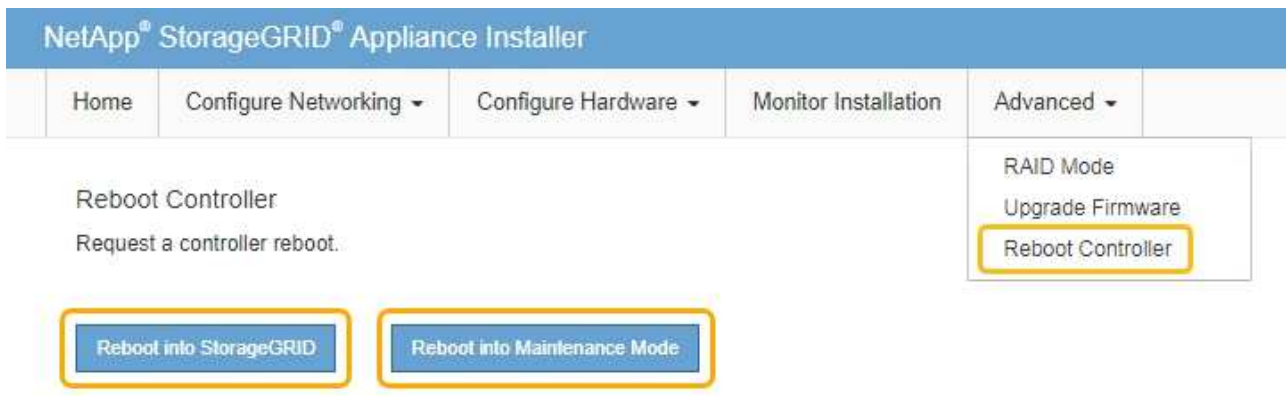 NetApp® StorageGRID® Appliance Installer
Home Configure Networking Configure Hardware Monitor Installation Advanced
RAID Mode
Upgrade Firmware
Reboot Controller
Reboot Controller
Request a controller reboot.
Reboot into StorageGRID Reboot into Maintenance Mode